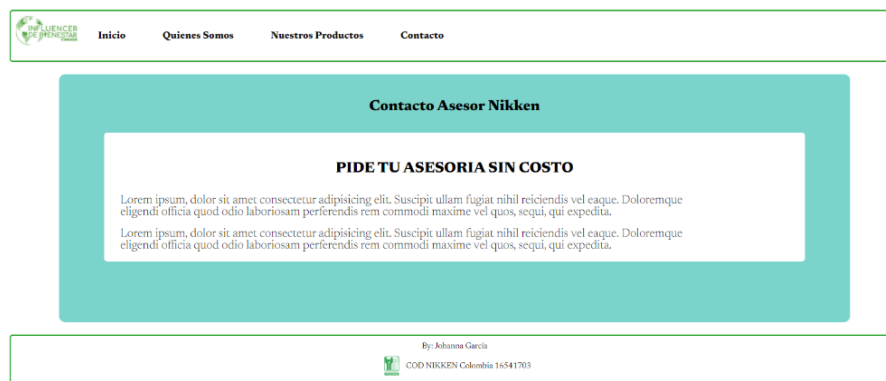 INFLUENCER
DE BIENESTAR
Inicio Quienes Somos Nuestros Productos Contacto
Contacto Asesor Nikken
PIDE TU ASESORIA SIN COSTO
Lorem ipsum, dolor sit amet consectetur adipisicing elit. Suscipit ullam fugiat nihil reiciendis vel eaque. Doloremque
eligendi officia quod odio laboriosam perferendis rem commodi maxime vel quos, sequi, qui expedita.
Lorem ipsum, dolor sit amet consectetur adipisicing elit. Suscipit ullam fugiat nihil reiciendis vel eaque. Doloremque
eligendi officia quod odio laboriosam perferendis rem commodi maxime vel quos, sequi, qui expedita.
By: Johanna García
COD NIKKEN Colombia 16541703